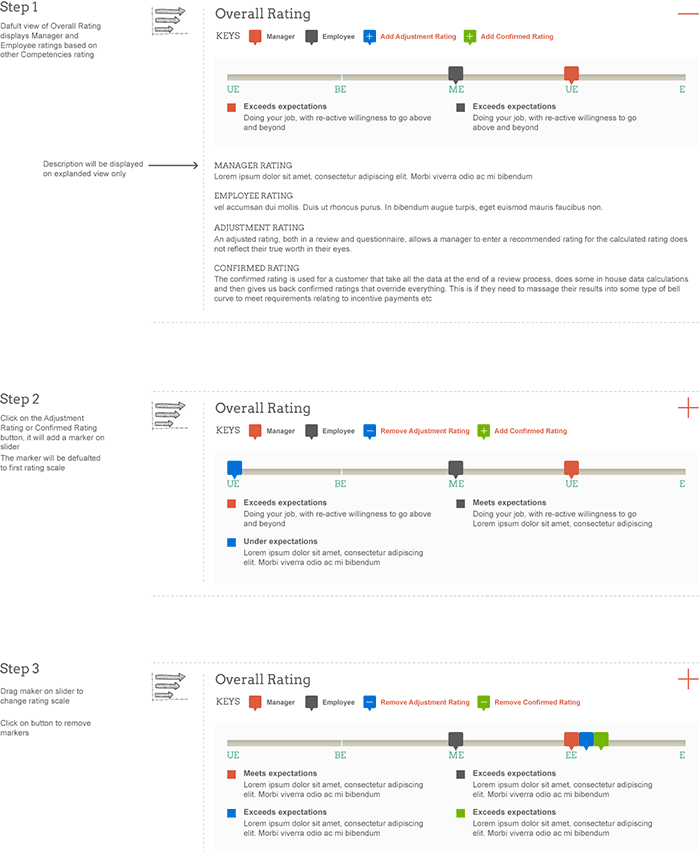 Step 1
Dafult view of Overall Rating
displays Manager and
Employee ratings based on
other Competencies rating
Overall Rating
KEYS Manager Employee Add Adjustment Rating Add Confirmed Rating
UE BE ME UE E
Exceeds expectations
Doing your job, with re-active willingness to go above
and beyond
Exceeds expectations
Doing your job, with re-active willingness to go
above and beyond
Description will be displayed
on explanded view only
MANAGER RATING
Lorem ipsum dolor sit amet, consectetur adipiscing elit. Morbi viverra odio ac mi bibendum
EMPLOYEE RATING
vel accumsan dui mollis. Duis ut rhoncus purus. In bibendum augue turpis, eget euismod mauris faucibus non.
ADJUSTMENT RATING
An adjusted rating, both in a review and questionnaire, allows a manager to enter a recommended rating for the calculated rating does
not reflect their true worth in their eyes.
CONFIRMED RATING
The confirmed rating is used for a customer that take all the data at the end of a review process, does some in house data calculations
and then gives us back confirmed ratings that override everything. This is if they need to massage their results into some type of bell
curve to meet requirements relating to incentive payments etc
Step 2
Click on the Adjustment
Rating or Confirmed Rating
button, it will add a marker on
slider
The marker will be defualted
to first rating scale
Overall Rating
KEYS Manager Employee Remove Adjustment Rating Add Confirmed Rating
UE BE ME UE E
Exceeds expectations
Doing your job, with re-active willingness to go above
and beyond
Meets expectations
Doing your job, with re-active willingness to go
Lorem ipsum dolor sit amet, consectetur adipiscing
Under expectations
Lorem ipsum dolor sit amet, consectetur adipiscing
elit. Morbi viverra odio ac mi bibendum
Step 3
Drag maker on slider to
change rating scale
Click on button to remove
markers
Overall Rating
KEYS Manager Employee Remove Adjustment Rating Remove Confirmed Rating
UE BE ME EE E
Meets expectations
Lorem ipsum dolor sit amet, consectetur adipiscing
elit. Morbi viverra odio ac mi bibendum
Exceeds expectations
Lorem ipsum dolor sit amet, consectetur adipiscing
elit. Morbi viverra odio ac mi bibendum
Exceeds expectations
Lorem ipsum dolor sit amet, consectetur adipiscing
elit. Morbi viverra odio ac mi bibendum
Exceeds expectations
Lorem ipsum dolor sit amet, consectetur adipiscing
elit. Morbi viverra odio ac mi bibendum